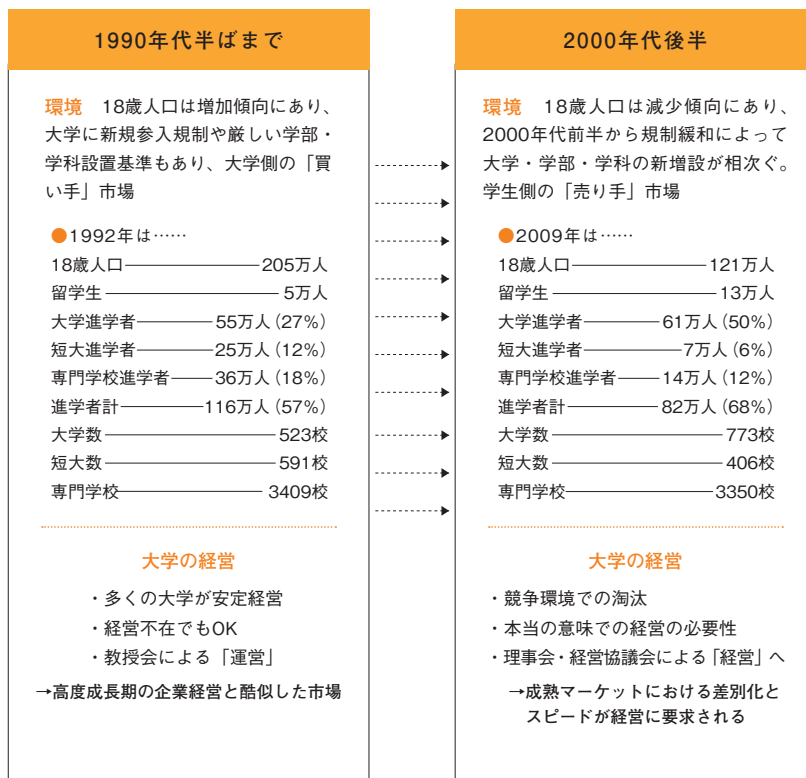 1990年代半ばまで
環境　18歳人口は増加傾向にあり、
大学に新規参入規制や厳しい学部・
学科設置基準もあり、大学側の「買
い手」市場
●1992年は……
18歳人口――205万人
留学生――5万人
大学進学者――55万人（27%）
短大進学者――25万人（12%）
専門学校進学者――36万人（18%）
進学者計――116万人（57%）
大学数――523校
短大数――591校
専門学校――3409校
大学の経営
・多くの大学が安定経営
・経営不在でもOK
・教授会による「運営」
→高度成長期の企業経営と酷似した市場
2000年代後半
環境　18歳人口は減少傾向にあり、
2000年代前半から規制緩和によって
大学・学部・学科の新増設が相次ぐ。
学生側の「売り手」市場
●2009年は……
18歳人口――121万人
留学生――13万人
大学進学者――61万人（50%）
短大進学者――7万人（6%）
専門学校進学者――14万人（12%）
進学者計――82万人（68%）
大学数――773校
短大数――406校
専門学校――3350校
大学の経営
・競争環境での淘汰
・本当の意味での経営の必要性
・理事会・経営協議会による「経営」へ
→成熟マーケットにおける差別化と
スピードが経営に要求される